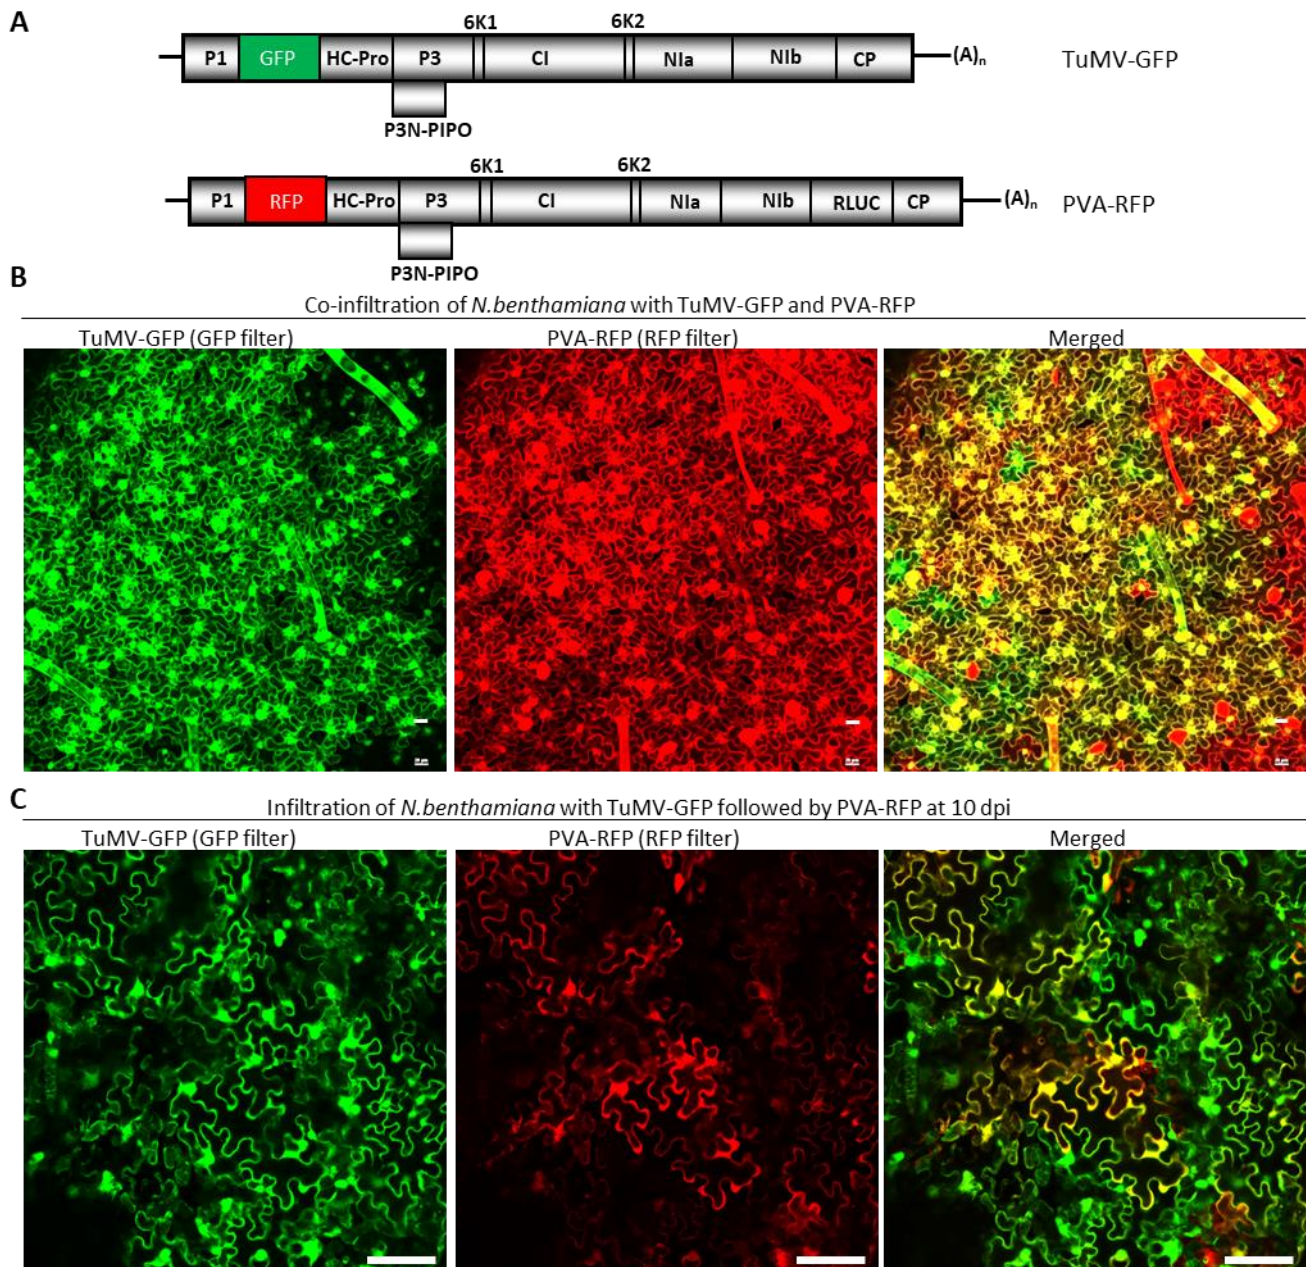 A
6K1 6K2
P1 GFP HC-Pro P3 CI NIa NIb CP (A)n TuMV-GFP
P3N-PIPO
6K1 6K2
P1 RFP HC-Pro P3 CI NIa NIb RLUC CP (A)n PVA-RFP
P3N-PIPO
B
Co-infiltration of N.benthamiana with TuMV-GFP and PVA-RFP
TuMV-GFP (GFP filter) PVA-RFP (RFP filter) Merged
C
Infiltration of N.benthamiana with TuMV-GFP followed by PVA-RFP at 10 dpi
TuMV-GFP (GFP filter) PVA-RFP (RFP filter) Merged